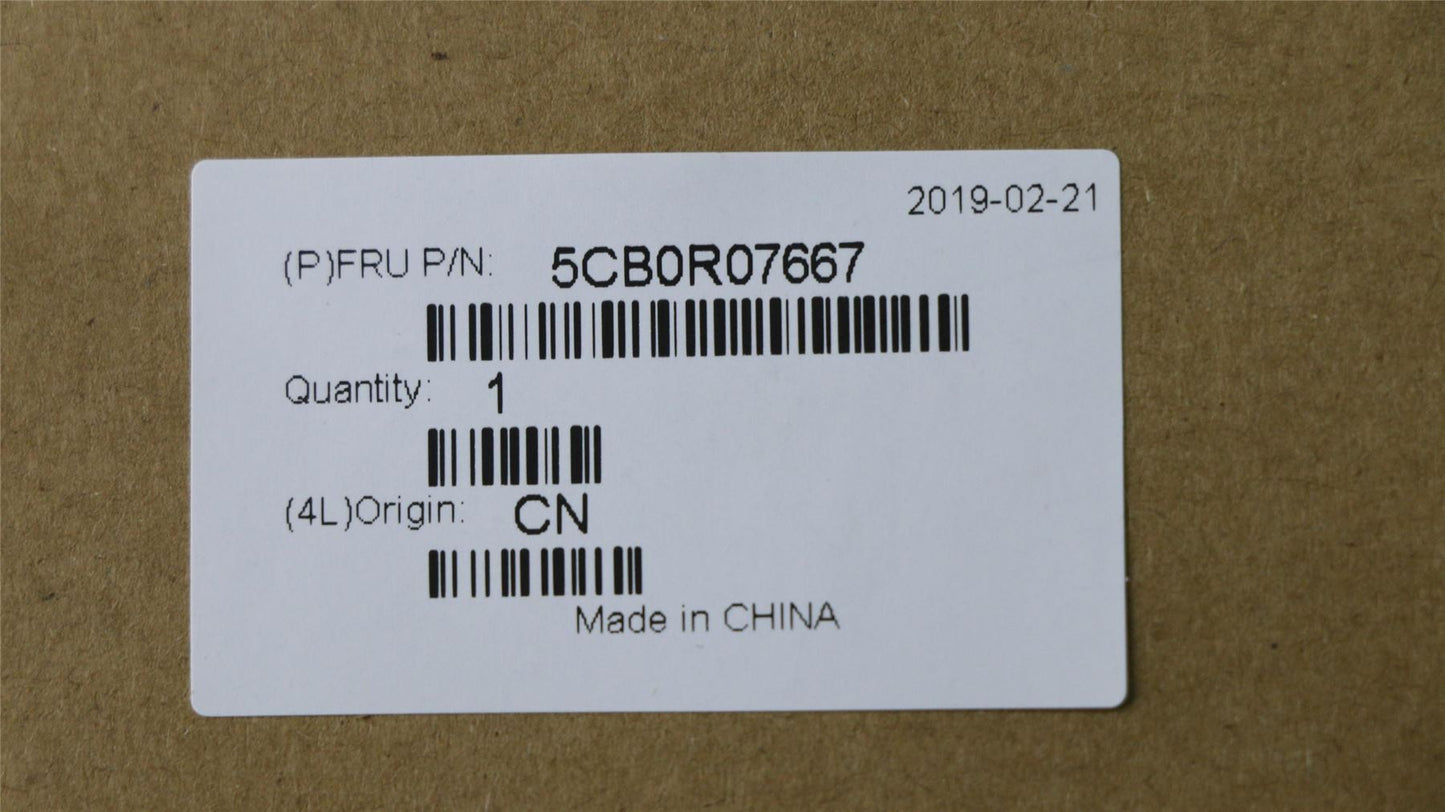 2019-02-21
(P)FRU P/N: 5CB0R07667
Quantity: 1
(4L)Origin: CN
Made in CHINA